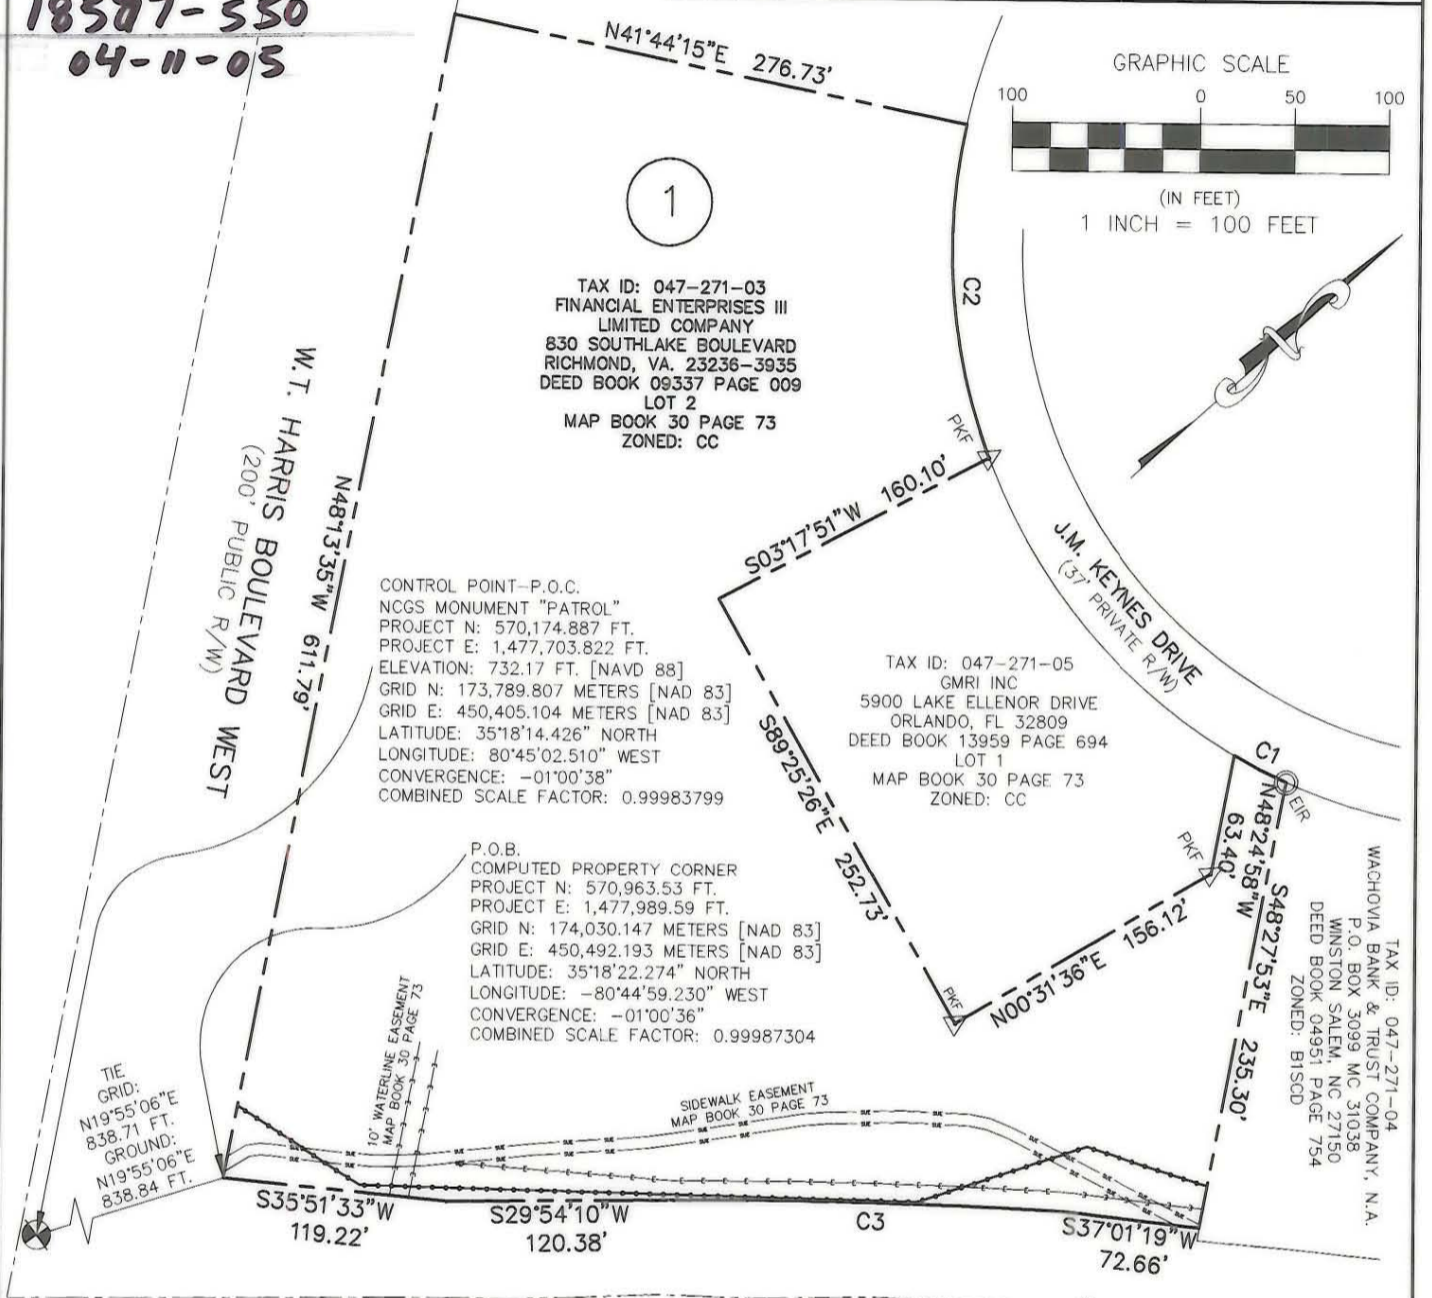 18587-550
04-11-05
N41°44'15"E 276.73'
GRAPHIC SCALE
100 0 50 100
(IN FEET)
1 INCH = 100 FEET
1
TAX ID: 047-271-03
FINANCIAL ENTERPRISES III
LIMITED COMPANY
830 SOUTHLAKE BOULEVARD
RICHMOND, VA. 23236-3935
DEED BOOK 09337 PAGE 009
LOT 2
MAP BOOK 30 PAGE 73
ZONED: CC
C2
PKF
S03°17'51"W 160.10'
W.T. HARRIS BOULEVARD WEST
(200' PUBLIC R/W)
N48°13'35"W 611.79'
J.M. KEYNES DRIVE
(37' PRIVATE R/W)
CONTROL POINT-P.O.C.
NCGS MONUMENT "PATROL"
PROJECT N: 570,174.887 FT.
PROJECT E: 1,477,703.822 FT.
ELEVATION: 732.17 FT. [NAVD 88]
GRID N: 173,789.807 METERS [NAD 83]
GRID E: 450,405.104 METERS [NAD 83]
LATITUDE: 35°18'14.426" NORTH
LONGITUDE: 80°45'02.510" WEST
CONVERGENCE: -01°00'38"
COMBINED SCALE FACTOR: 0.99983799
TAX ID: 047-271-05
GMRI INC
5900 LAKE ELLENOR DRIVE
ORLANDO, FL 32809
DEED BOOK 13959 PAGE 694
LOT 1
MAP BOOK 30 PAGE 73
ZONED: CC
S89°25'26"E 252.73'
C1
EIR
N48°24'58"W
63.40'
PKF
S48°27'53"E 235.30'
TAX ID: 047-271-04
WACHOVIA BANK & TRUST COMPANY, N.A.
P.O. BOX 3099 MC 31038
WINSTON SALEM, NC 27150
DEED BOOK 04951 PAGE 754
ZONED: B1SCD
P.O.B.
COMPUTED PROPERTY CORNER
PROJECT N: 570,963.53 FT.
PROJECT E: 1,477,989.59 FT.
GRID N: 174,030.147 METERS [NAD 83]
GRID E: 450,492.193 METERS [NAD 83]
LATITUDE: 35°18'22.274" NORTH
LONGITUDE: -80°44'59.230" WEST
CONVERGENCE: -01°00'36"
COMBINED SCALE FACTOR: 0.99987304
N00°31'36"E 156.12'
PKF
10' WATERLINE EASEMENT
MAP BOOK 30 PAGE 73
SIDEWALK EASEMENT
MAP BOOK 30 PAGE 73
TIE
GRID:
N19°55'06"E
838.71 FT.
GROUND:
N19°55'06"E
838.84 FT.
S35°51'33"W
119.22'
S29°54'10"W
120.38'
C3
S37°01'19"W
72.66'